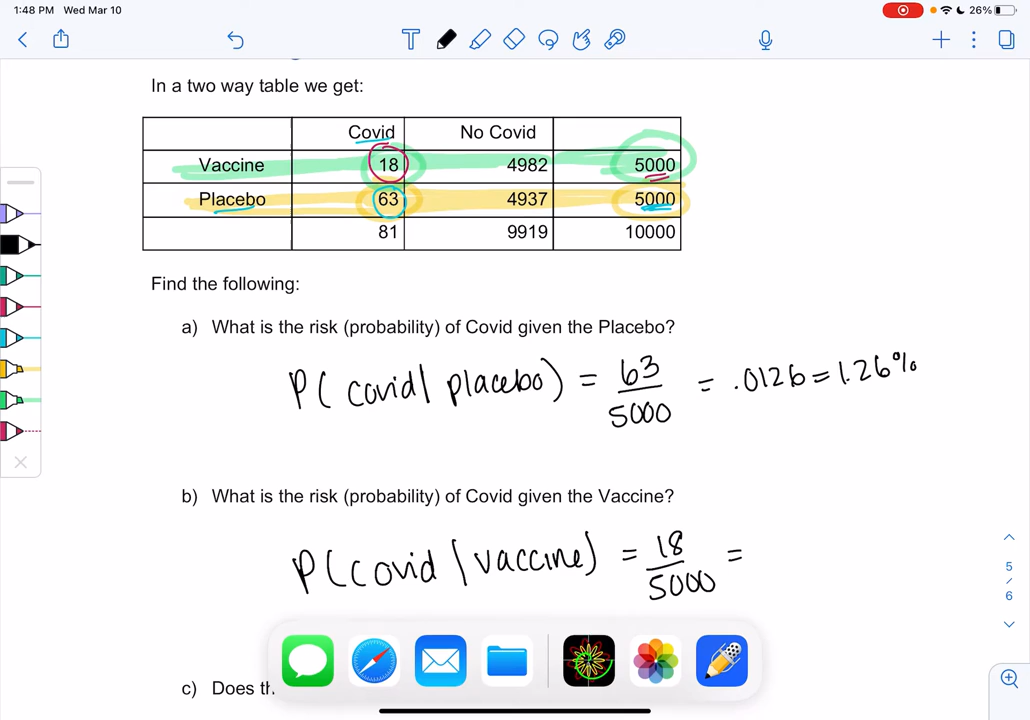 1:48 PM Wed Mar 10 26%
In a two way table we get:
Covid No Covid
Vaccine 18 4982 5000
Placebo 63 4937 5000
81 9919 10000
Find the following:
a) What is the risk (probability) of Covid given the Placebo?
P( covid | placebo) = 63/5000 = .0126 = 1.26%
b) What is the risk (probability) of Covid given the Vaccine?
P(covid | vaccine) = 18/5000 =
5
/
6
c) Does